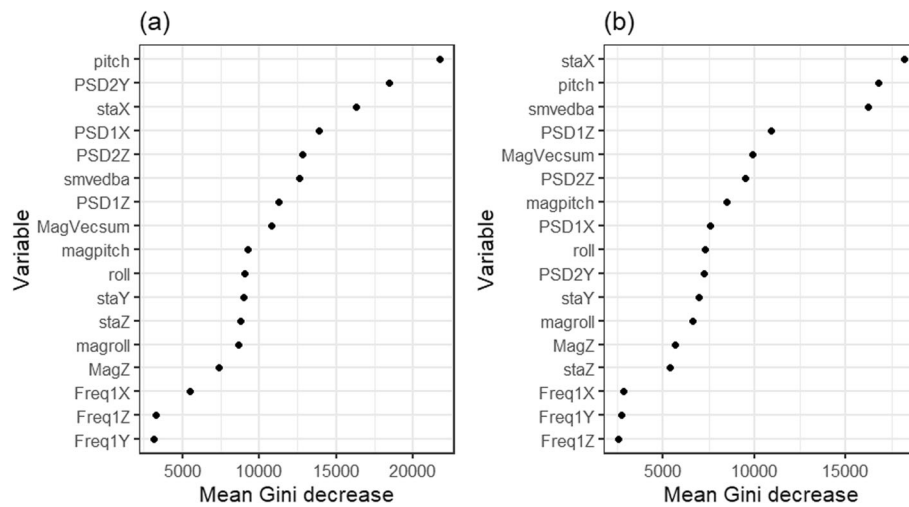 (a)
Variable
pitch
PSD2Y
staX
PSD1X
PSD2Z
smvedba
PSD1Z
MagVecsum
magpitch
roll
staY
staZ
magroll
MagZ
Freq1X
Freq1Z
Freq1Y
5000 10000 15000 20000
Mean Gini decrease
(b)
Variable
staX
pitch
smvedba
PSD1Z
MagVecsum
PSD2Z
magpitch
PSD1X
roll
PSD2Y
staY
magroll
MagZ
staZ
Freq1X
Freq1Y
Freq1Z
5000 10000 15000
Mean Gini decrease